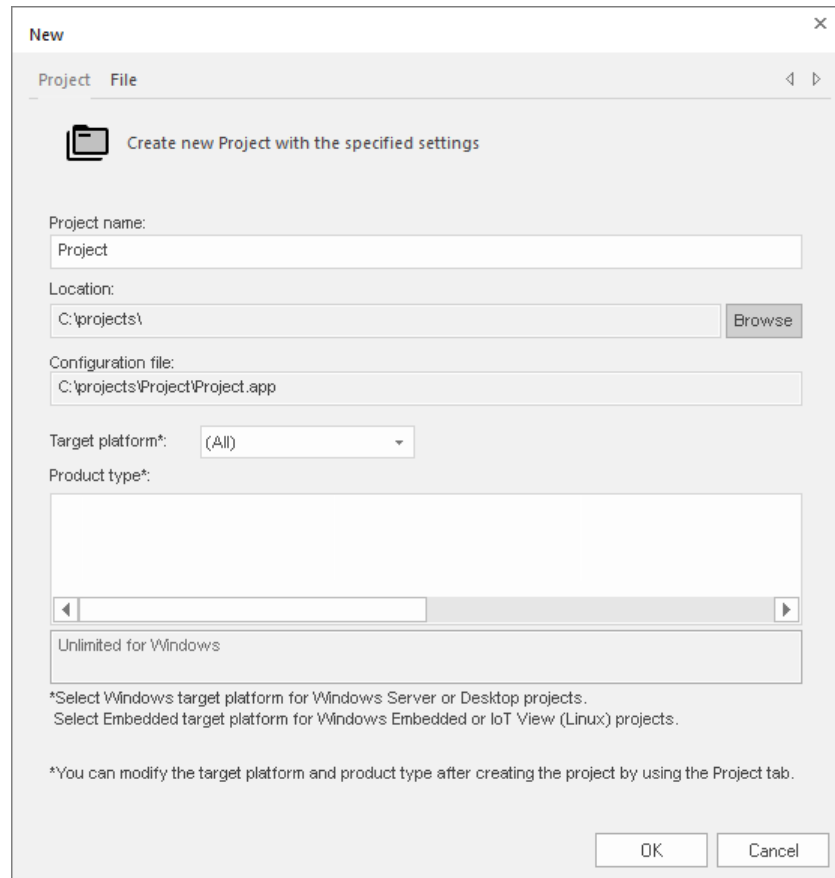 New
Project File
Create new Project with the specified settings
Project name:
Project
Location:
C:\projects\
Browse
Configuration file:
C:\projects\Project\Project.app
Target platform*:
(All)
Product type*:
Unlimited for Windows
*Select Windows target platform for Windows Server or Desktop projects.
Select Embedded target platform for Windows Embedded or IoT View (Linux) projects.
*You can modify the target platform and product type after creating the project by using the Project tab.
OK Cancel